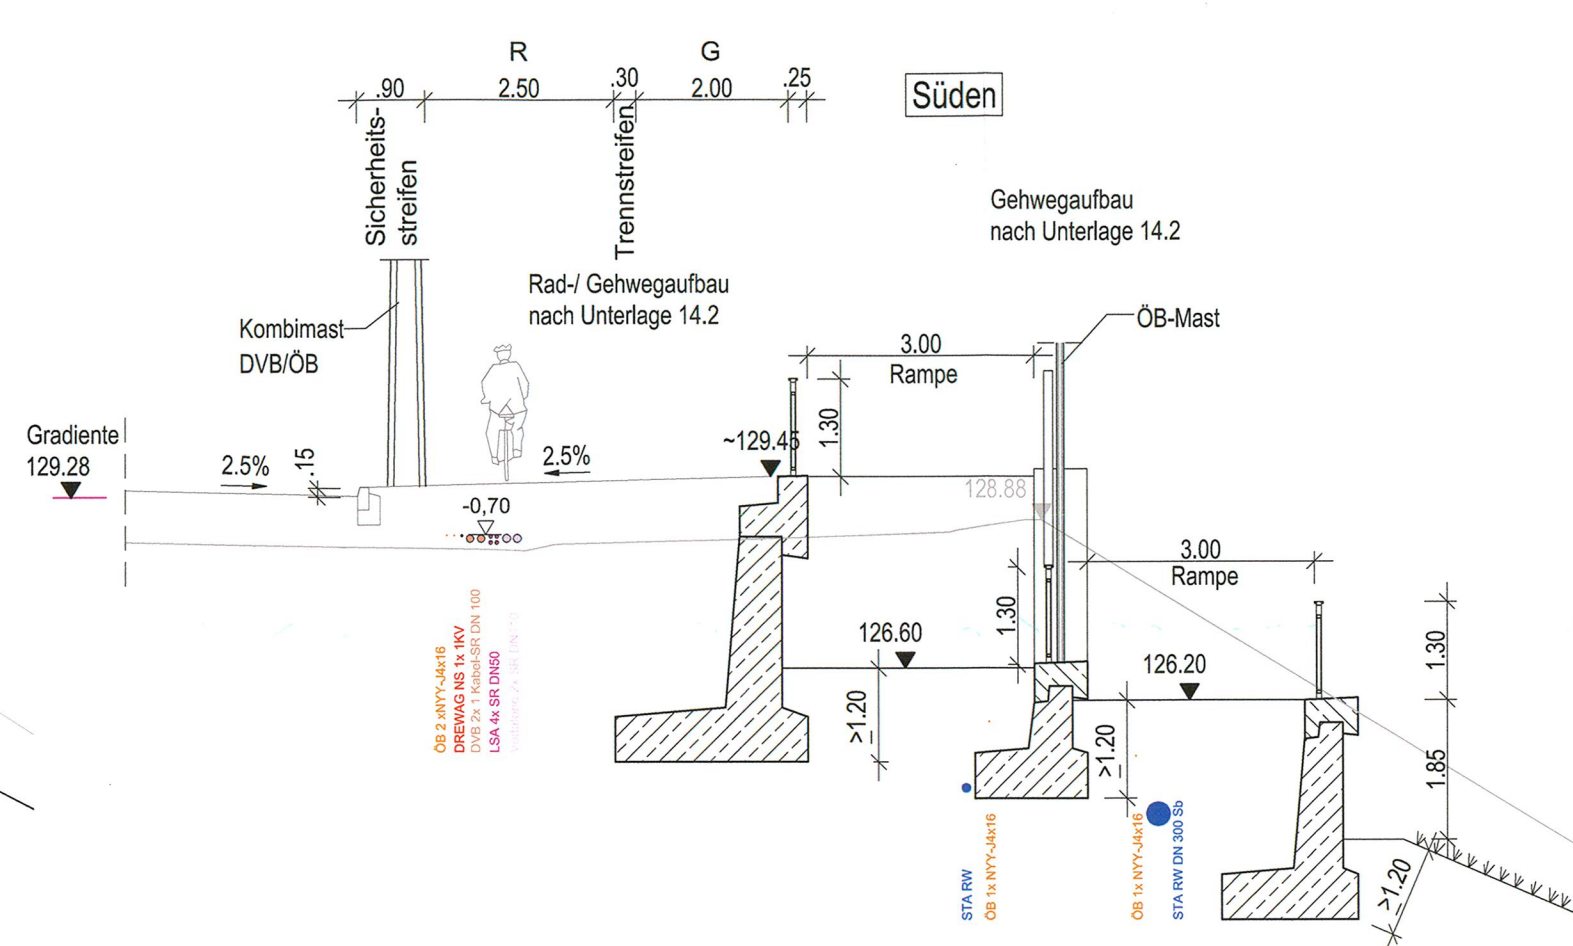 R
G
.90
2.50
.30
2.00
.25
Süden
Sicherheits-
streifen
Trennstreifen
Gehwegaufbau
nach Unterlage 14.2
Rad-/ Gehwegaufbau
nach Unterlage 14.2
Kombimast
DVB/ÖB
ÖB-Mast
3.00
Rampe
1.30
Gradiente
129.28
2.5%
.15
2.5%
~129.45
128.88
-0,70
3.00
Rampe
1.30
126.60
126.20
1.30
≥1.20
≥1.20
1.85
≥1.20
ÖB 2 xNYY-J4x16
DREWAG NS 1x 1KV
DVB 2x 1 Kabel-SR DN 100
LSA 4x SR DN50
STA RW
ÖB 1x NYY-J4x16
ÖB 1x NYY-J4x16
STA RW DN 300 Sb